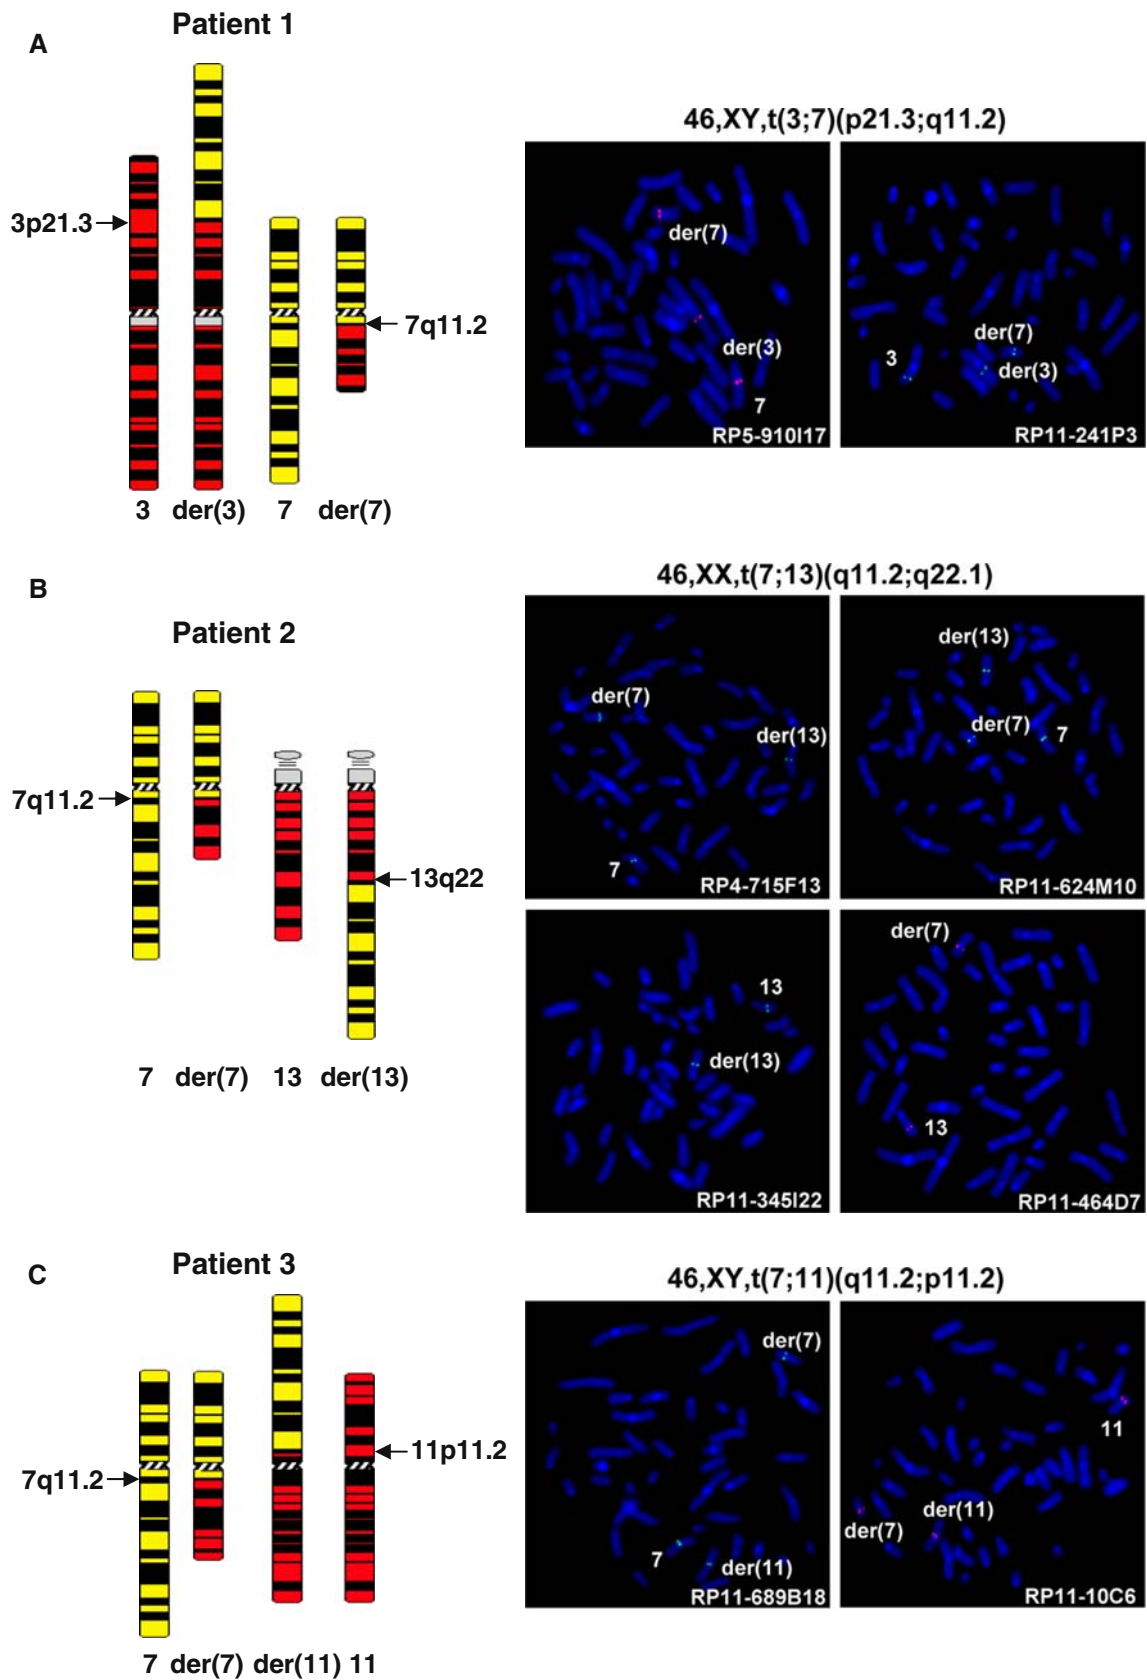 A
Patient 1
3p21.3
7q11.2
3 der(3) 7 der(7)
46,XY,t(3;7)(p21.3;q11.2)
der(7)
der(3)
7
RP5-910I17
3
der(7)
der(3)
RP11-241P3
B
Patient 2
7q11.2
13q22
7 der(7) 13 der(13)
46,XX,t(7;13)(q11.2;q22.1)
der(7)
der(13)
7
RP4-715F13
der(13)
der(7)
7
RP11-624M10
13
der(13)
RP11-345I22
der(7)
13
RP11-464D7
C
Patient 3
7q11.2
11p11.2
7 der(7) der(11) 11
46,XY,t(7;11)(q11.2;p11.2)
der(7)
7
der(11)
RP11-689B18
11
der(11)
der(7)
RP11-10C6